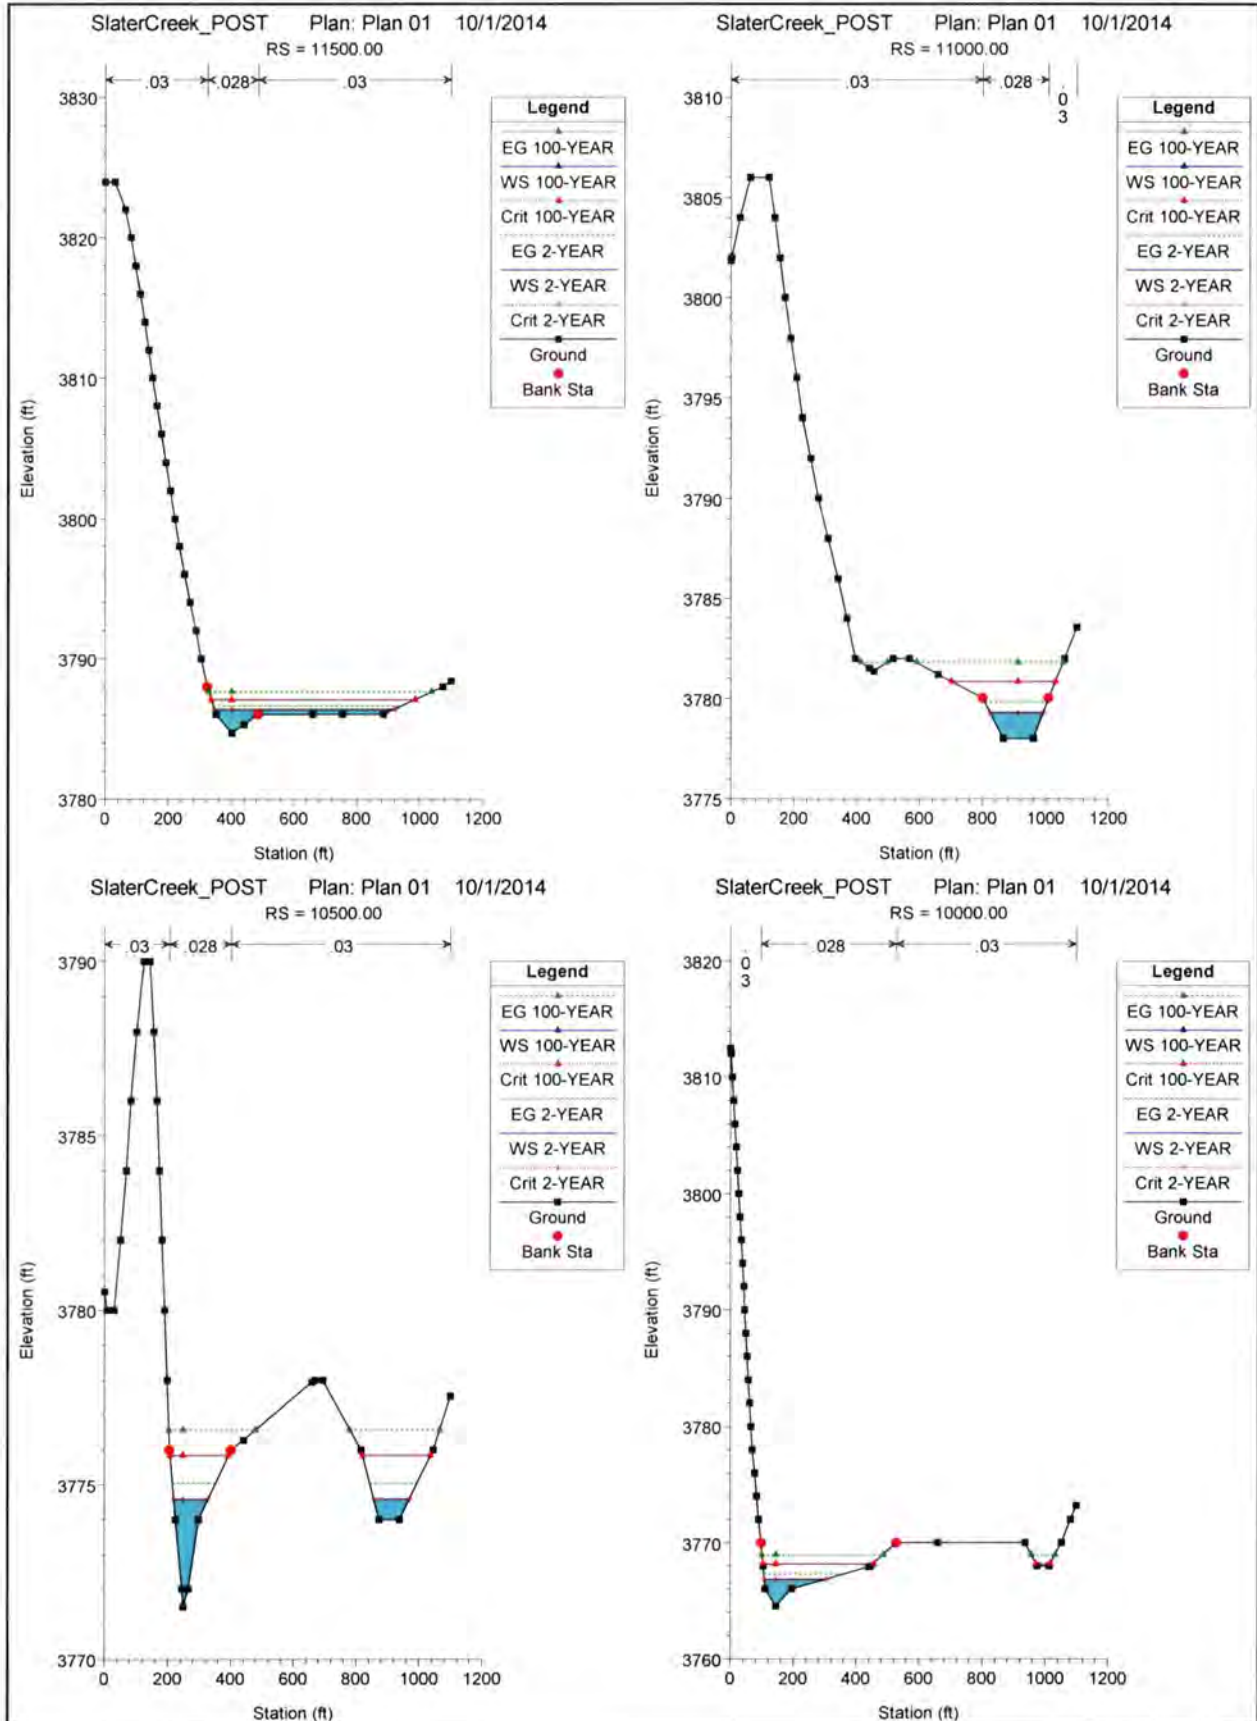 SlaterCreek_POST Plan: Plan 01 10/1/2014
RS = 11500.00
.03 .028 .03
3830
3820
3810
3800
3790
3780
Elevation (ft)
0 200 400 600 800 1000 1200
Station (ft)
Legend
EG 100-YEAR
WS 100-YEAR
Crit 100-YEAR
EG 2-YEAR
WS 2-YEAR
Crit 2-YEAR
Ground
Bank Sta
SlaterCreek_POST Plan: Plan 01 10/1/2014
RS = 11000.00
.03 .028 .03
3810
3805
3800
3795
3790
3785
3780
3775
Elevation (ft)
0 200 400 600 800 1000 1200
Station (ft)
Legend
EG 100-YEAR
WS 100-YEAR
Crit 100-YEAR
EG 2-YEAR
WS 2-YEAR
Crit 2-YEAR
Ground
Bank Sta
SlaterCreek_POST Plan: Plan 01 10/1/2014
RS = 10500.00
.03 .028 .03
3790
3785
3780
3775
3770
Elevation (ft)
0 200 400 600 800 1000 1200
Station (ft)
Legend
EG 100-YEAR
WS 100-YEAR
Crit 100-YEAR
EG 2-YEAR
WS 2-YEAR
Crit 2-YEAR
Ground
Bank Sta
SlaterCreek_POST Plan: Plan 01 10/1/2014
RS = 10000.00
.03 .028 .03
3820
3810
3800
3790
3780
3770
3760
Elevation (ft)
0 200 400 600 800 1000 1200
Station (ft)
Legend
EG 100-YEAR
WS 100-YEAR
Crit 100-YEAR
EG 2-YEAR
WS 2-YEAR
Crit 2-YEAR
Ground
Bank Sta